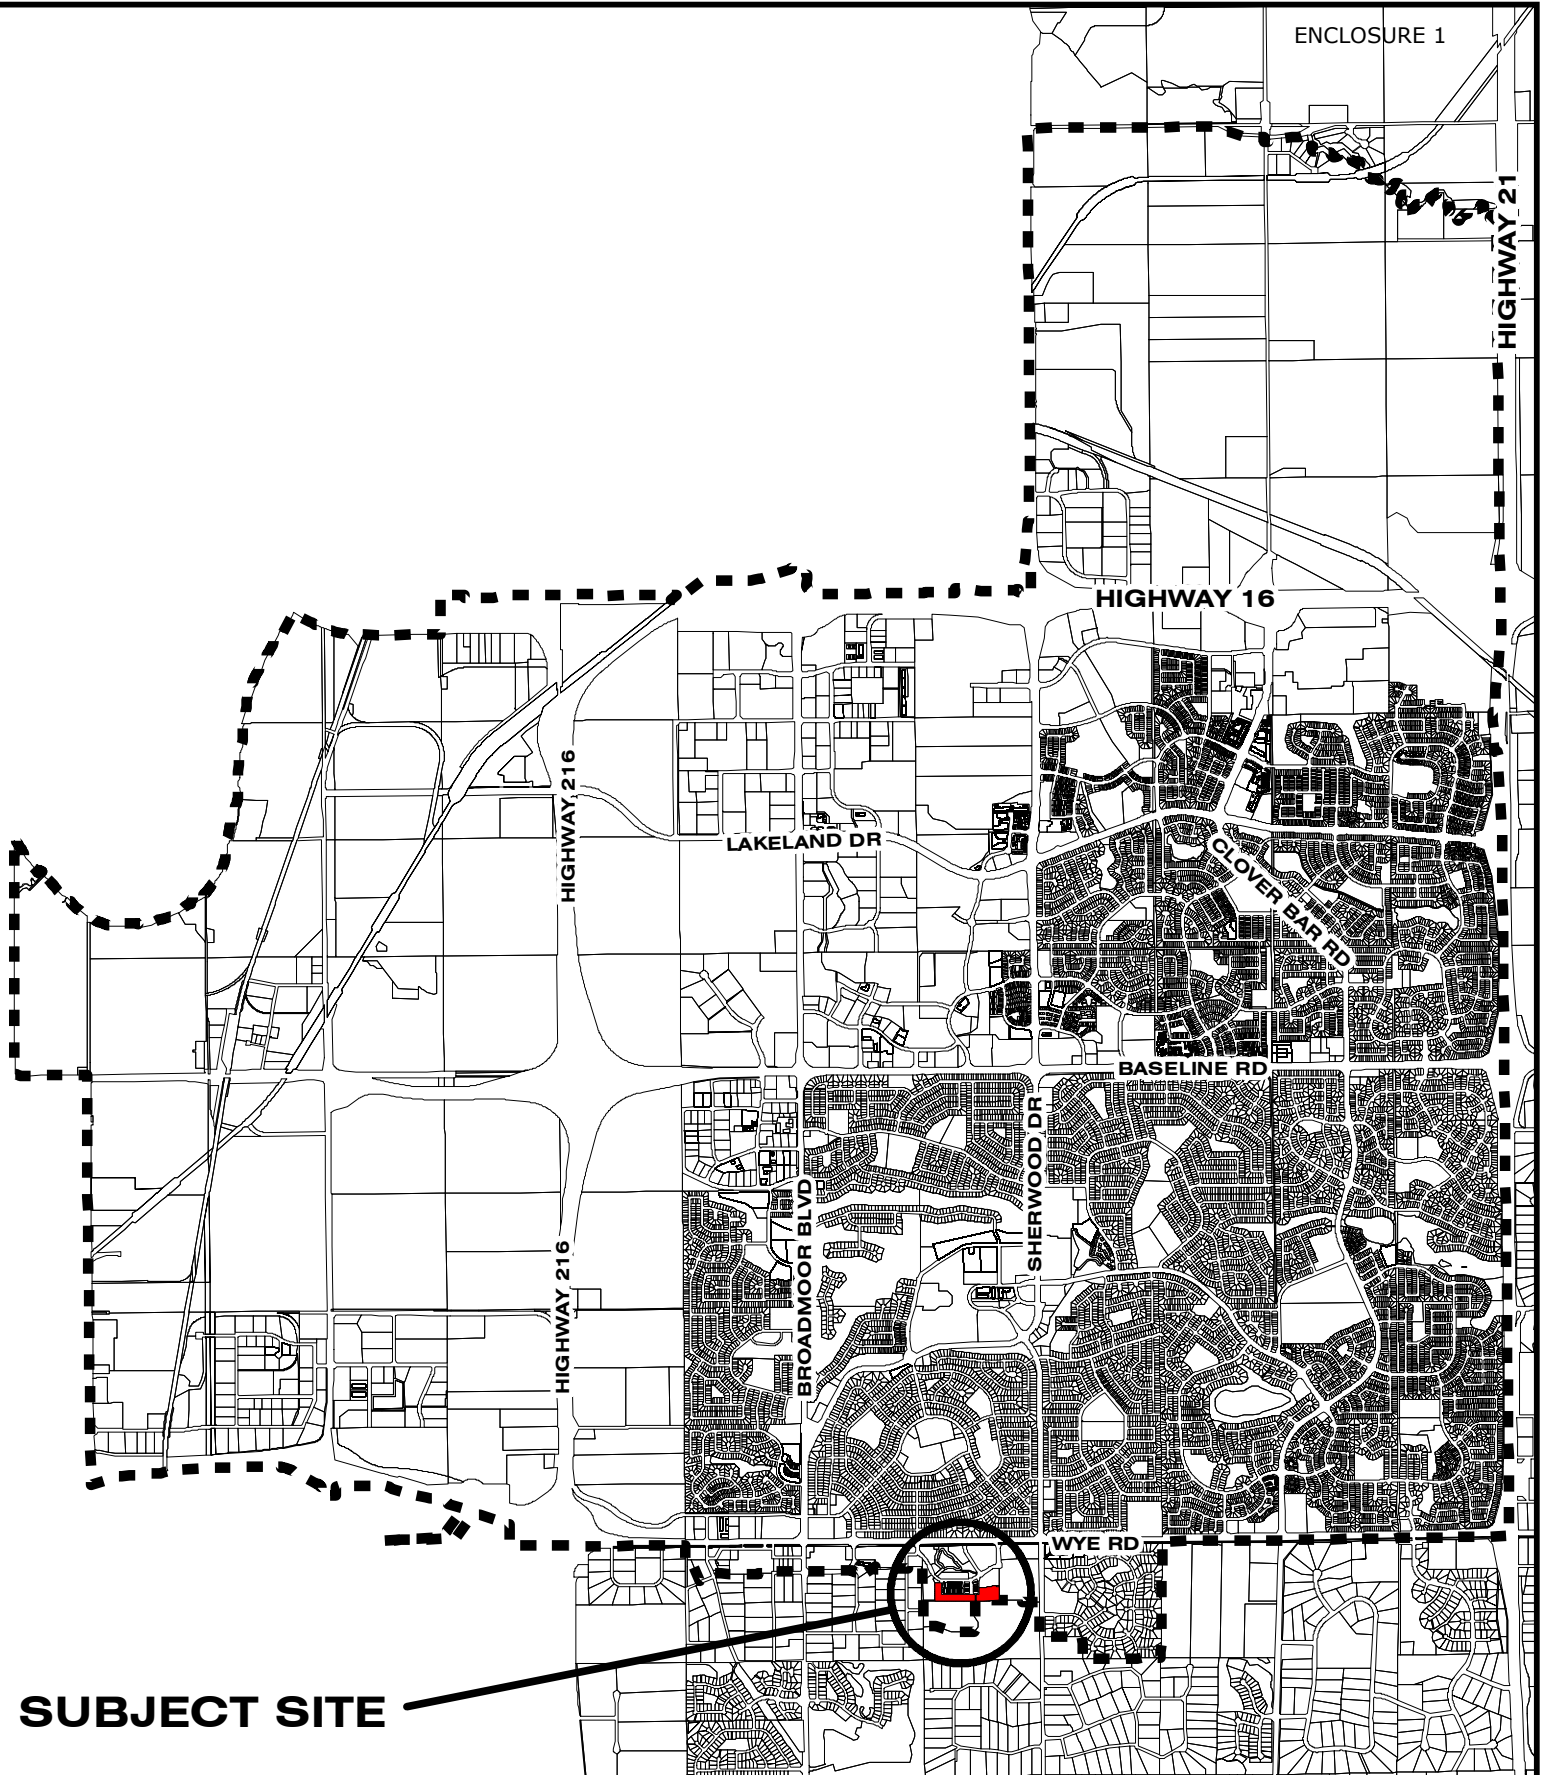 ENCLOSURE 1
HIGHWAY 21
HIGHWAY 16
HIGHWAY 216
LAKELAND DR
CLOVER BAR RD
BASELINE RD
SHERWOOD DR
BROADMOOR BLVD
HIGHWAY 216
WYE RD
SUBJECT SITE